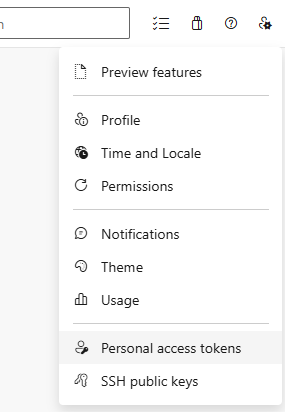 Preview features
Profile
Time and Locale
Permissions
Notifications
Theme
Usage
Personal access tokens
SSH public keys